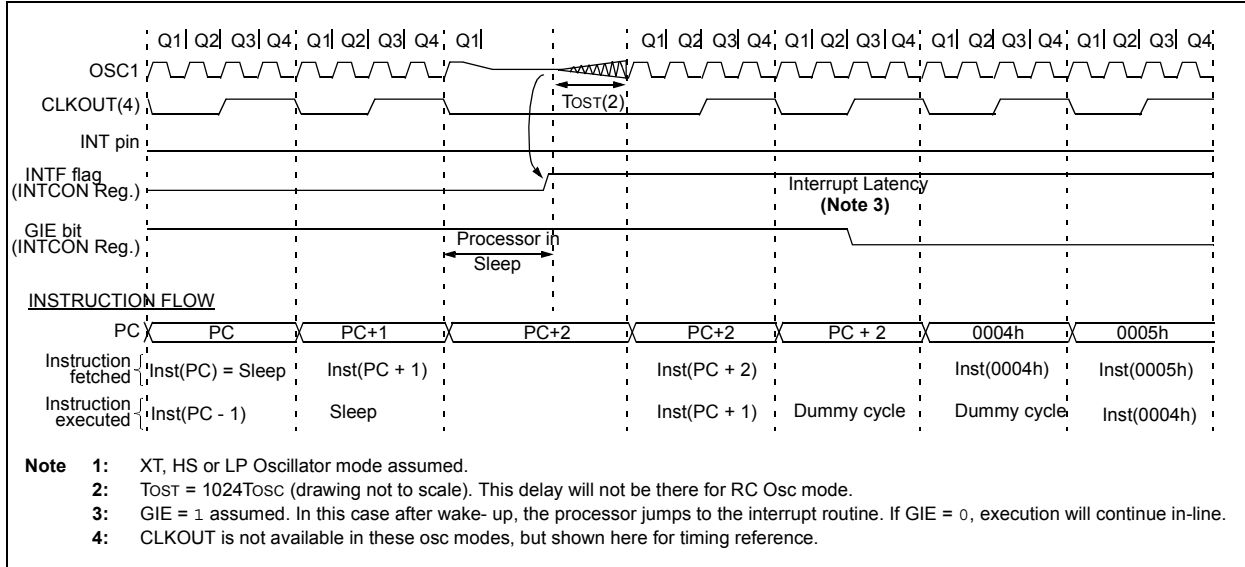 Q1 Q2 Q3 Q4 Q1 Q2 Q3 Q4 Q1 Q1 Q2 Q3 Q4 Q1 Q2 Q3 Q4 Q1 Q2 Q3 Q4 Q1 Q2 Q3 Q4
OSC1
CLKOUT(4)
TOST(2)
INT pin
INTF flag
(INTCON Reg.)
Interrupt Latency
(Note 3)
GIE bit
(INTCON Reg.)
Processor in
Sleep
INSTRUCTION FLOW
PC PC PC+1 PC+2 PC+2 PC + 2 0004h 0005h
Instruction
fetched
Inst(PC) = Sleep Inst(PC + 1) Inst(PC + 2) Inst(0004h) Inst(0005h)
Instruction
executed
Inst(PC - 1) Sleep Inst(PC + 1) Dummy cycle Dummy cycle Inst(0004h)
Note 1: XT, HS or LP Oscillator mode assumed.
2: TOST = 1024TOSC (drawing not to scale). This delay will not be there for RC Osc mode.
3: GIE = 1 assumed. In this case after wake- up, the processor jumps to the interrupt routine. If GIE = 0, execution will continue in-line.
4: CLKOUT is not available in these osc modes, but shown here for timing reference.